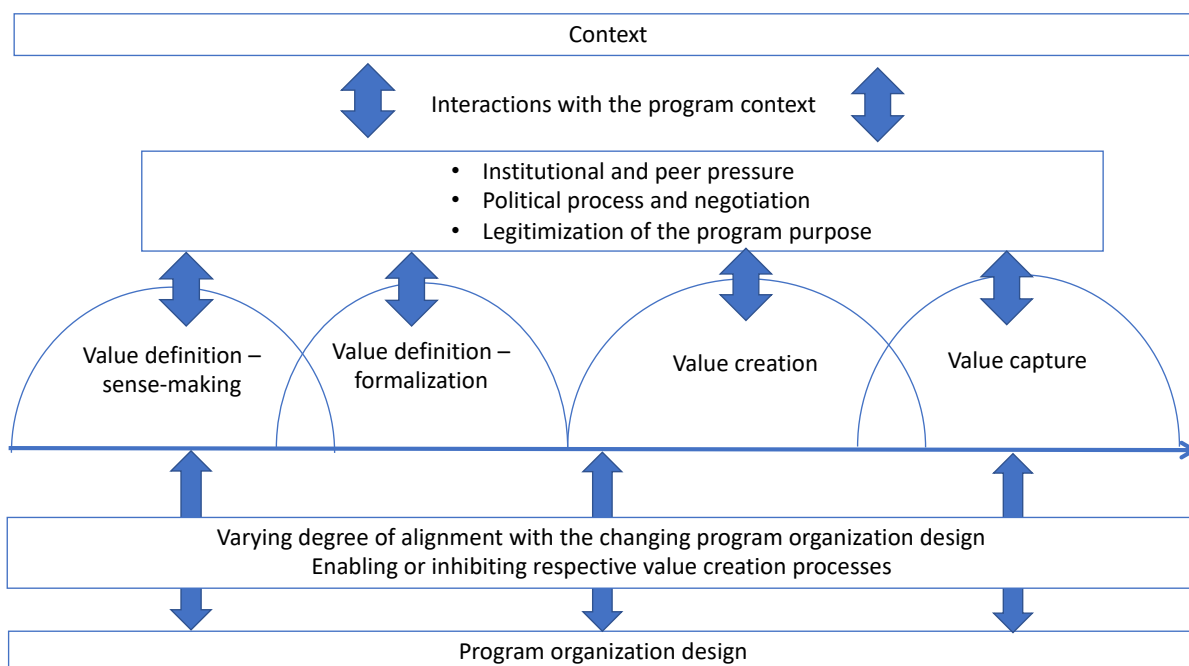 Context
Interactions with the program context
• Institutional and peer pressure
• Political process and negotiation
• Legitimization of the program purpose
Value definition –
sense-making
Value definition –
formalization
Value creation
Value capture
Varying degree of alignment with the changing program organization design
Enabling or inhibiting respective value creation processes
Program organization design